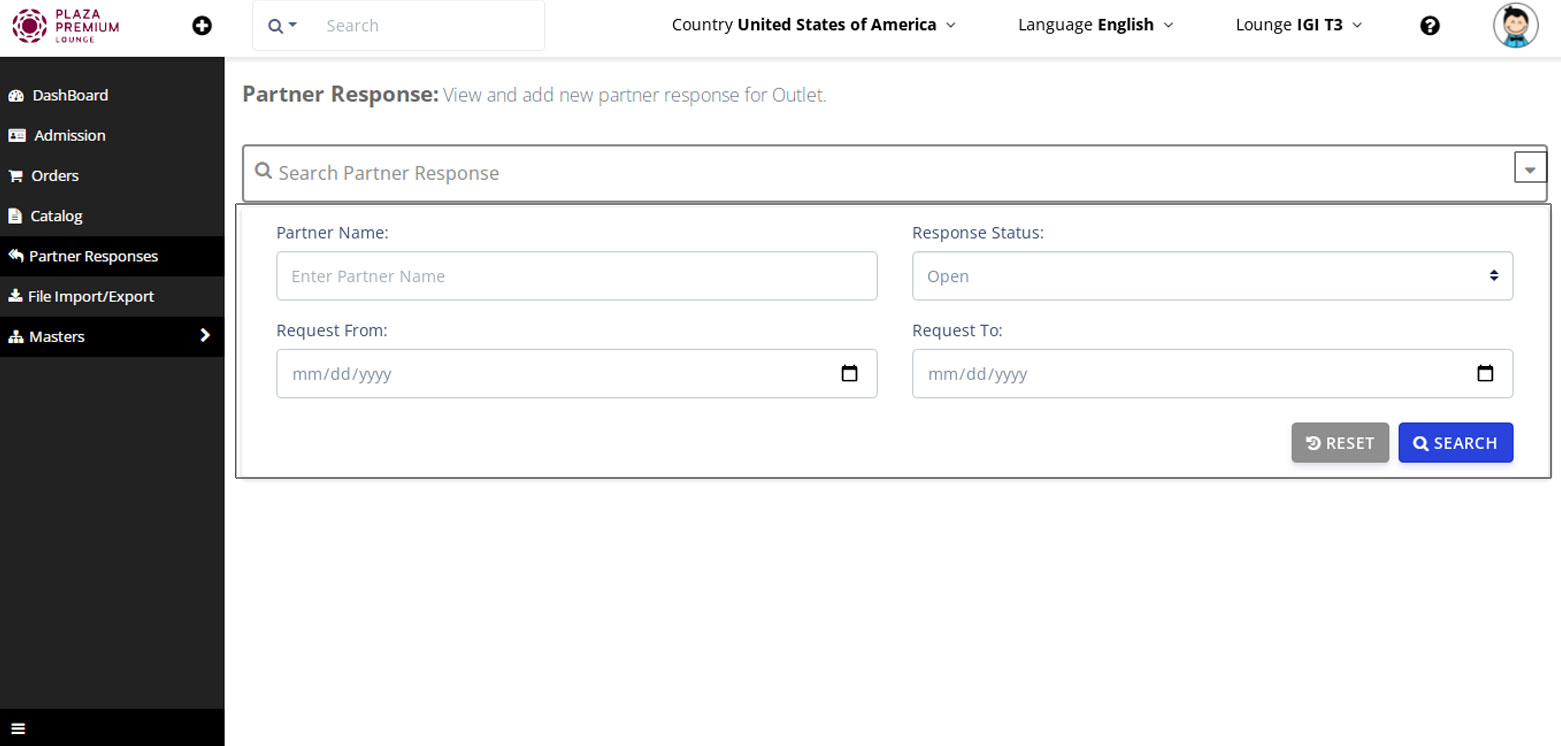 PLAZA
PREMIUM
LOUNGE
Search
Country United States of America
Language English
Lounge IGI T3
DashBoard
Admission
Orders
Catalog
Partner Responses
File Import/Export
Masters
Partner Response: View and add new partner response for Outlet.
Search Partner Response
Partner Name:
Response Status:
Enter Partner Name
Open
Request From:
Request To:
mm/dd/yyyy
mm/dd/yyyy
RESET
SEARCH